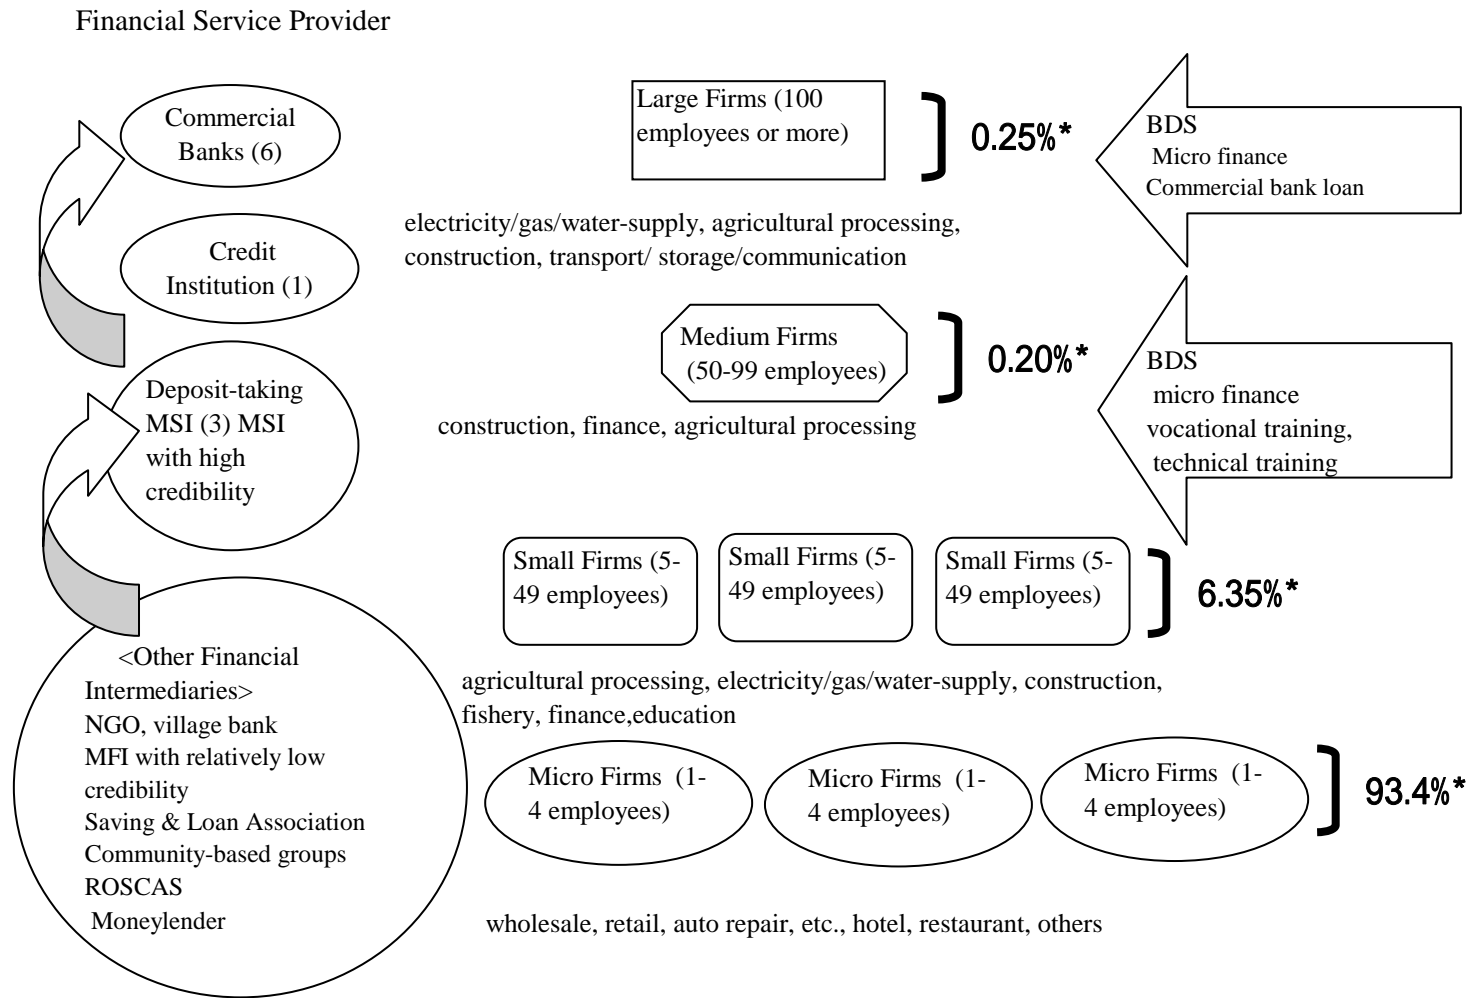 Financial Service Provider
Commercial
Banks (6)
Credit
Institution (1)
Deposit-taking
MSI (3) MSI
with high
credibility
<Other Financial
Intermediaries>
NGO, village bank
MFI with relatively low
credibility
Saving & Loan Association
Community-based groups
ROSCAS
Moneylender
Large Firms (100
employees or more)
0.25%*
BDS
Micro finance
Commercial bank loan
electricity/gas/water-supply, agricultural processing,
construction, transport/ storage/communication
Medium Firms
(50-99 employees)
0.20%*
BDS
micro finance
vocational training,
technical training
construction, finance, agricultural processing
Small Firms (5-
49 employees)
Small Firms (5-
49 employees)
Small Firms (5-
49 employees)
6.35%*
agricultural processing, electricity/gas/water-supply, construction,
fishery, finance,education
Micro Firms (1-
4 employees)
Micro Firms (1-
4 employees)
Micro Firms (1-
4 employees)
93.4%*
wholesale, retail, auto repair, etc., hotel, restaurant, others